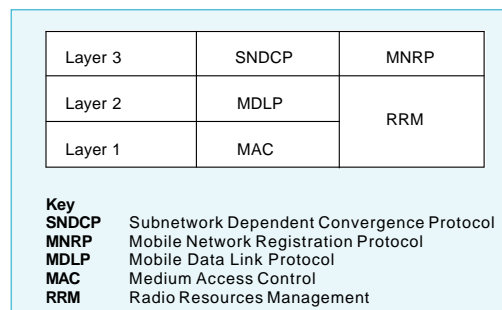 Layer 3 SNDCP MNRP
Layer 2 MDLP
RRM
Layer 1 MAC
Key
SNDCP Subnetwork Dependent Convergence Protocol
MNRP Mobile Network Registration Protocol
MDLP Mobile Data Link Protocol
MAC Medium Access Control
RRM Radio Resources Management